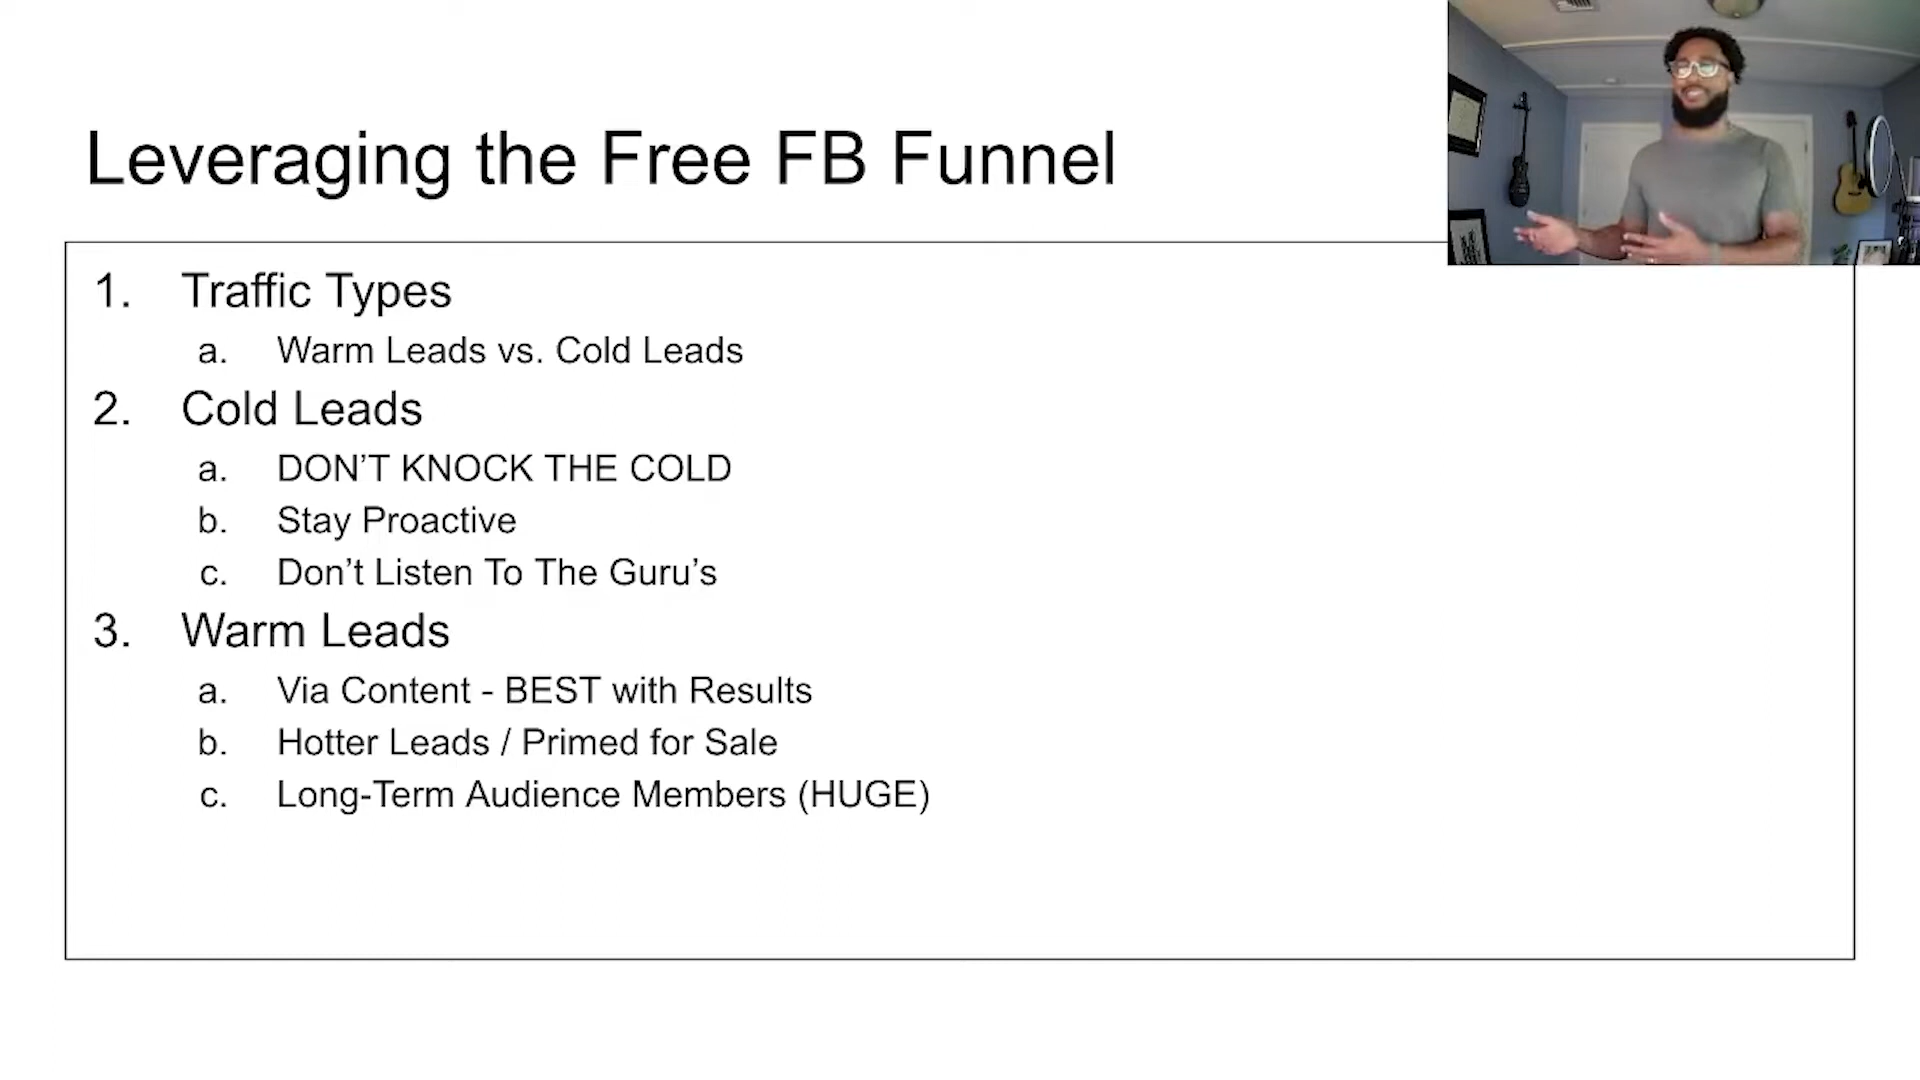 Leveraging the Free FB Funnel
1. Traffic Types
a. Warm Leads vs. Cold Leads
2. Cold Leads
a. DON’T KNOCK THE COLD
b. Stay Proactive
c. Don’t Listen To The Guru’s
3. Warm Leads
a. Via Content - BEST with Results
b. Hotter Leads / Primed for Sale
c. Long-Term Audience Members (HUGE)